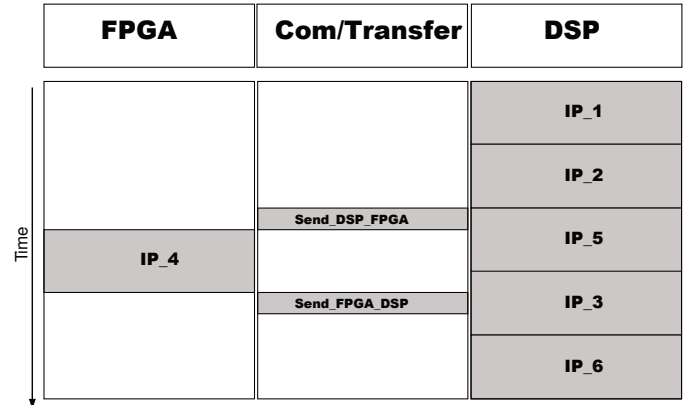 FPGA
Com/Transfer
DSP
Time
IP_1
IP_2
Send_DSP_FPGA
IP_5
IP_4
Send_FPGA_DSP
IP_3
IP_6